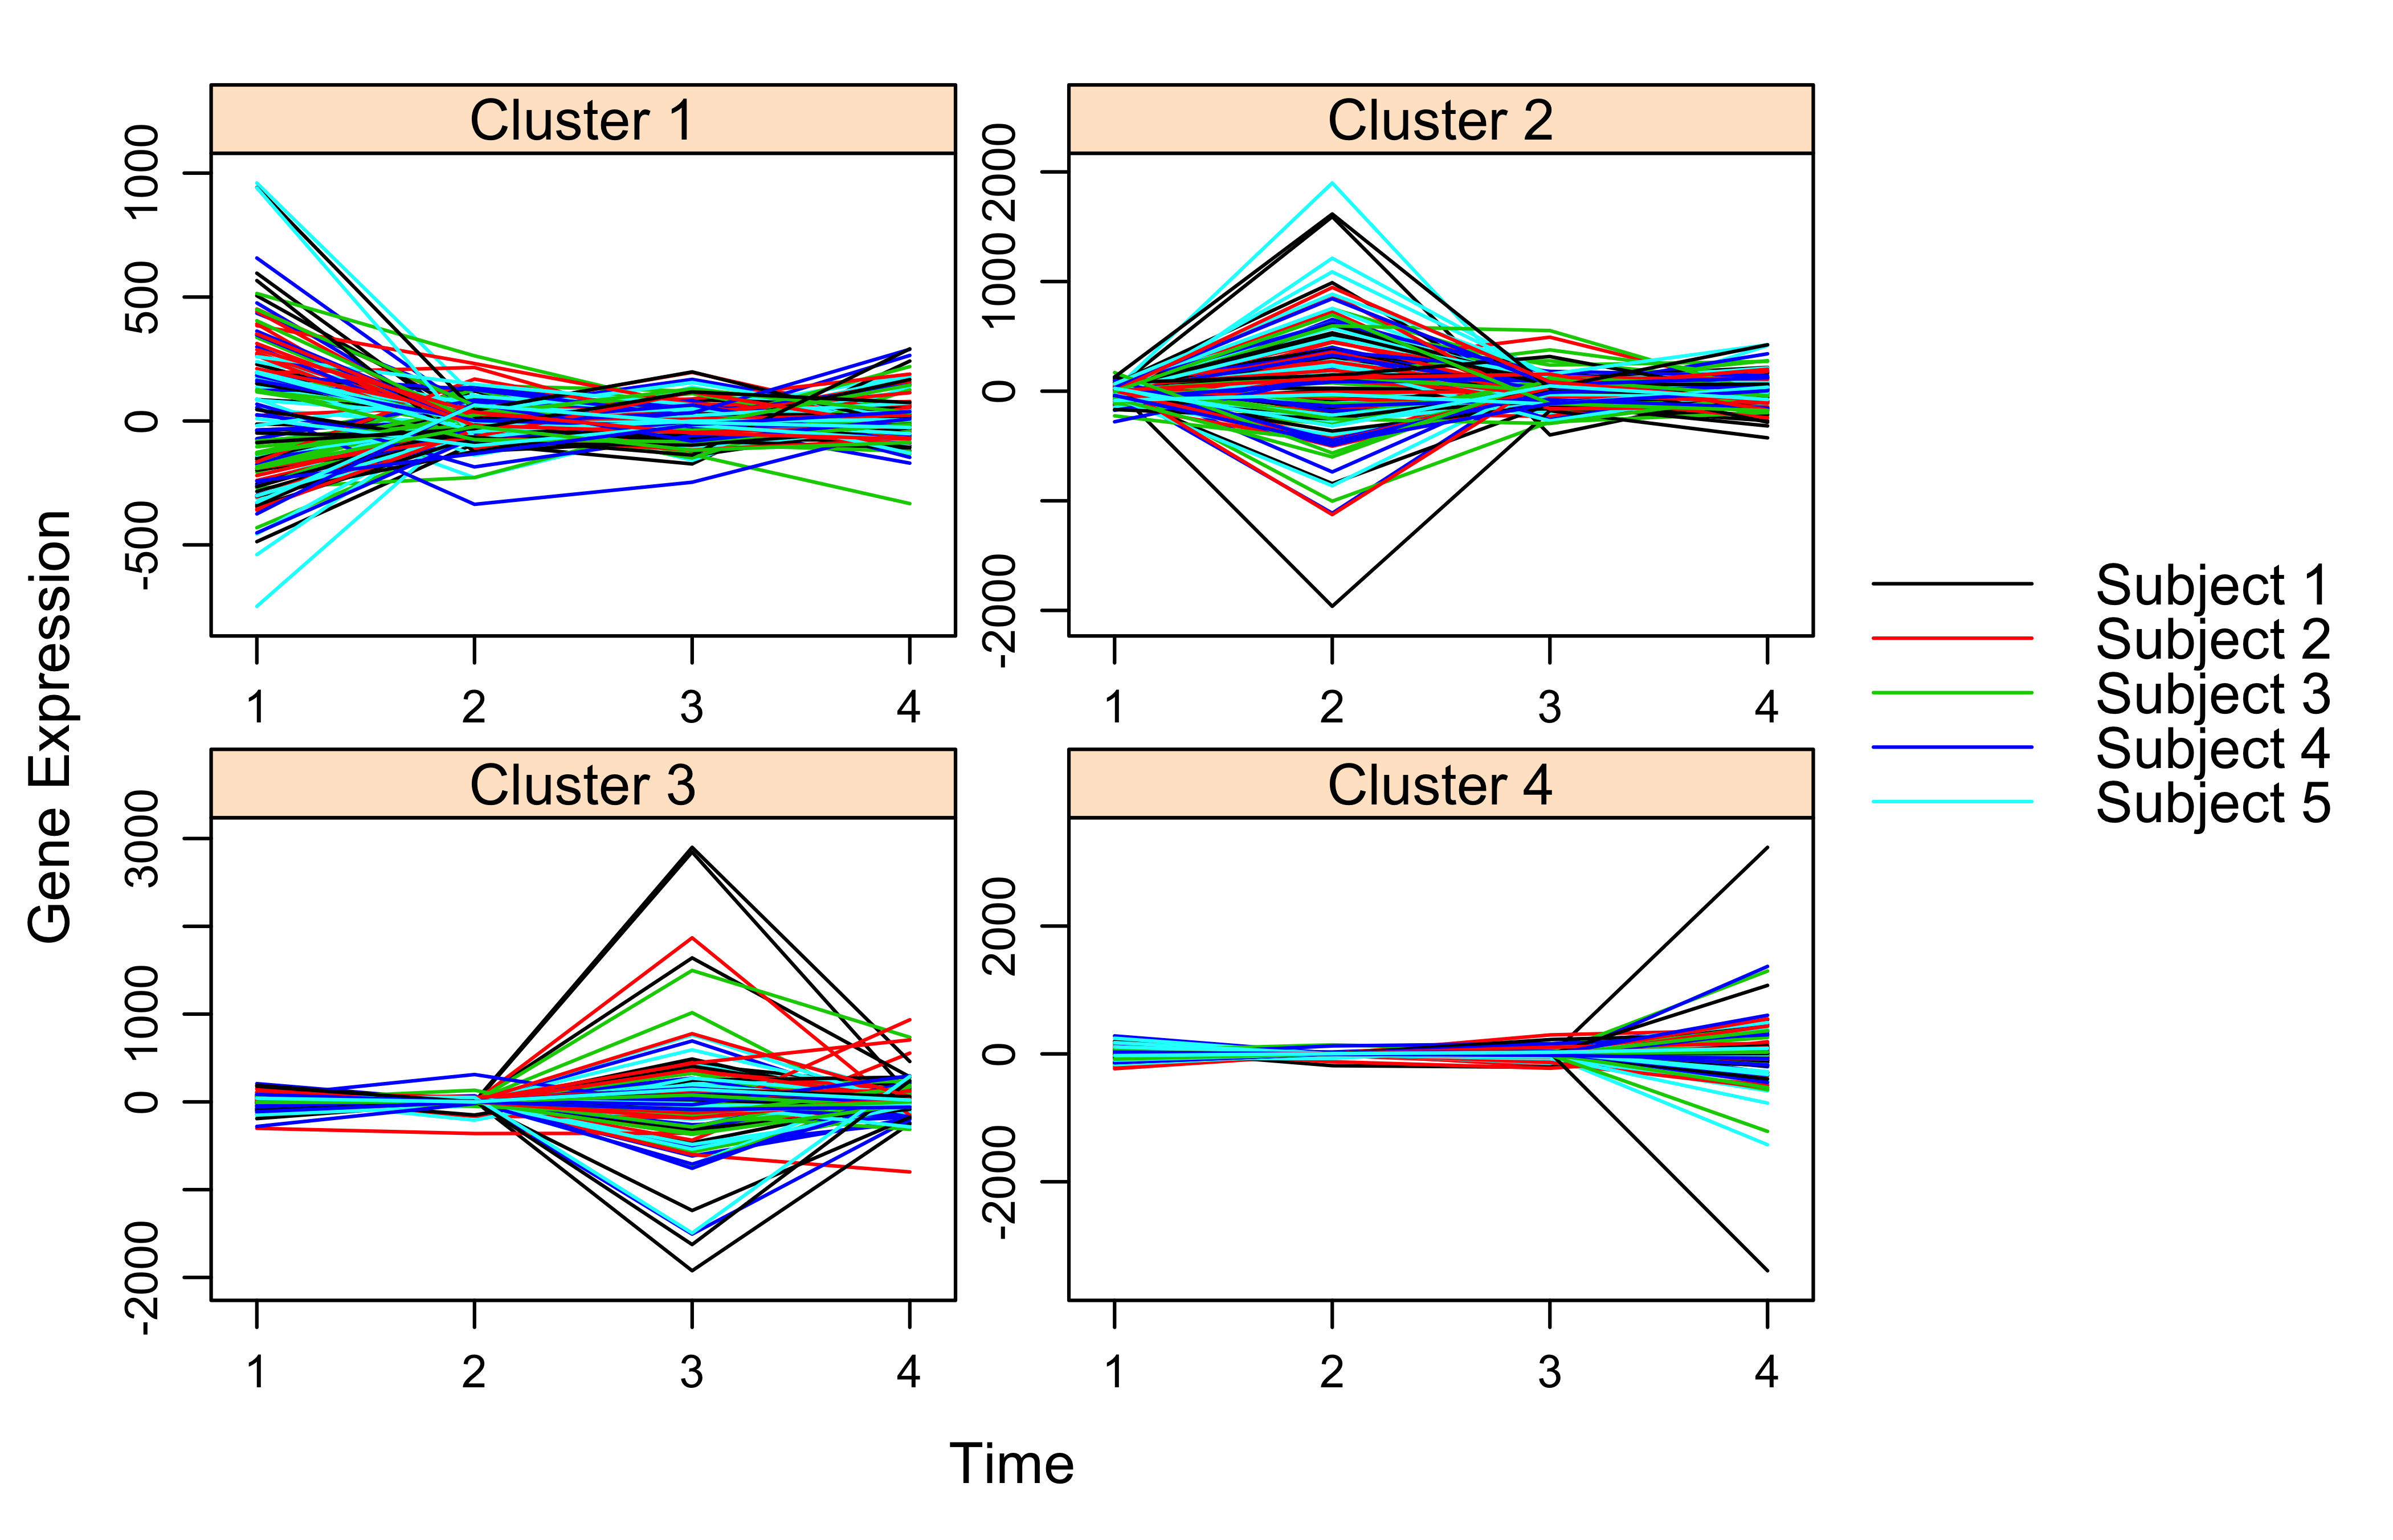 Cluster 1
Cluster 2
1000
500
0
-500
2000
1000
0
-2000
1 2 3 4
1 2 3 4
Gene Expression
Subject 1
Subject 2
Subject 3
Subject 4
Subject 5
Cluster 3
Cluster 4
3000
1000
0
-2000
2000
0
-2000
1 2 3 4
1 2 3 4
Time